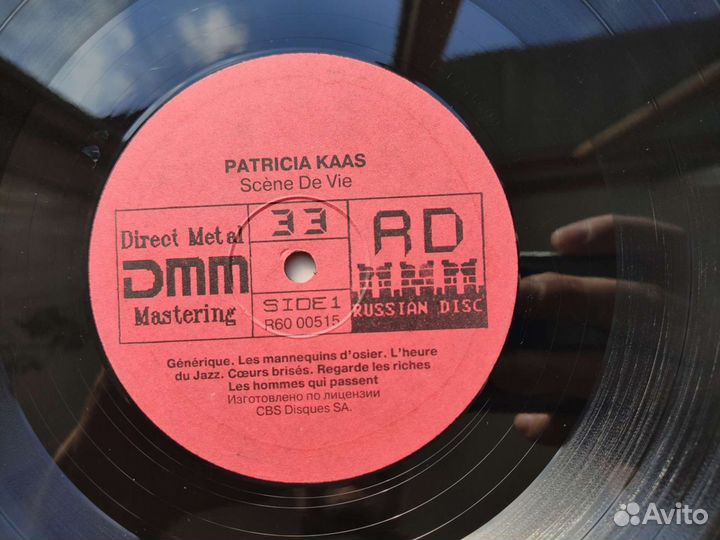 PATRICIA KAAS
Scène De Vie
Direct Metal
DMM
Mastering
33
SIDE 1
R60 00515
RD
RUSSIAN DISC
Générique. Les mannequins d'osier. L'heure
du Jazz. Cœurs brisés. Regarde les riches
Les hommes qui passent
Изготовлено по лицензии
CBS Disques SA.
Avito